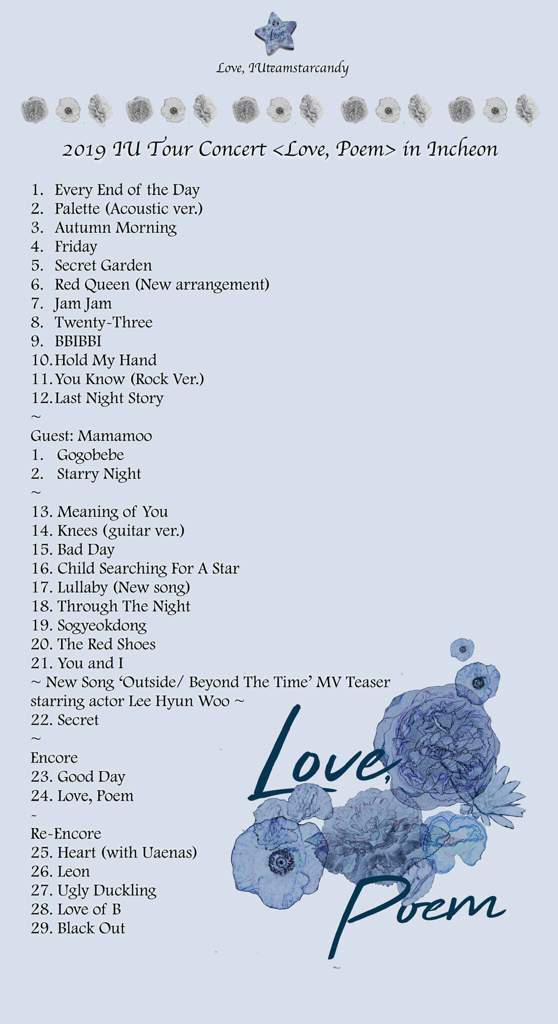 Love, IUteamstarcandy
2019 IU Tour Concert <Love, Poem> in Incheon
1. Every End of the Day
2. Palette (Acoustic ver.)
3. Autumn Morning
4. Friday
5. Secret Garden
6. Red Queen (New arrangement)
7. Jam Jam
8. Twenty-Three
9. BBIBBI
10. Hold My Hand
11. You Know (Rock Ver.)
12. Last Night Story
~
Guest: Mamamoo
1. Gogobebe
2. Starry Night
~
13. Meaning of You
14. Knees (guitar ver.)
15. Bad Day
16. Child Searching For A Star
17. Lullaby (New song)
18. Through The Night
19. Sogyeokdong
20. The Red Shoes
21. You and I
~ New Song ‘Outside/ Beyond The Time’ MV Teaser
starring actor Lee Hyun Woo ~
22. Secret
~
Encore
23. Good Day
24. Love, Poem
~
Re-Encore
25. Heart (with Uaenas)
26. Leon
27. Ugly Duckling
28. Love of B
29. Black Out
Love,
Poem
~